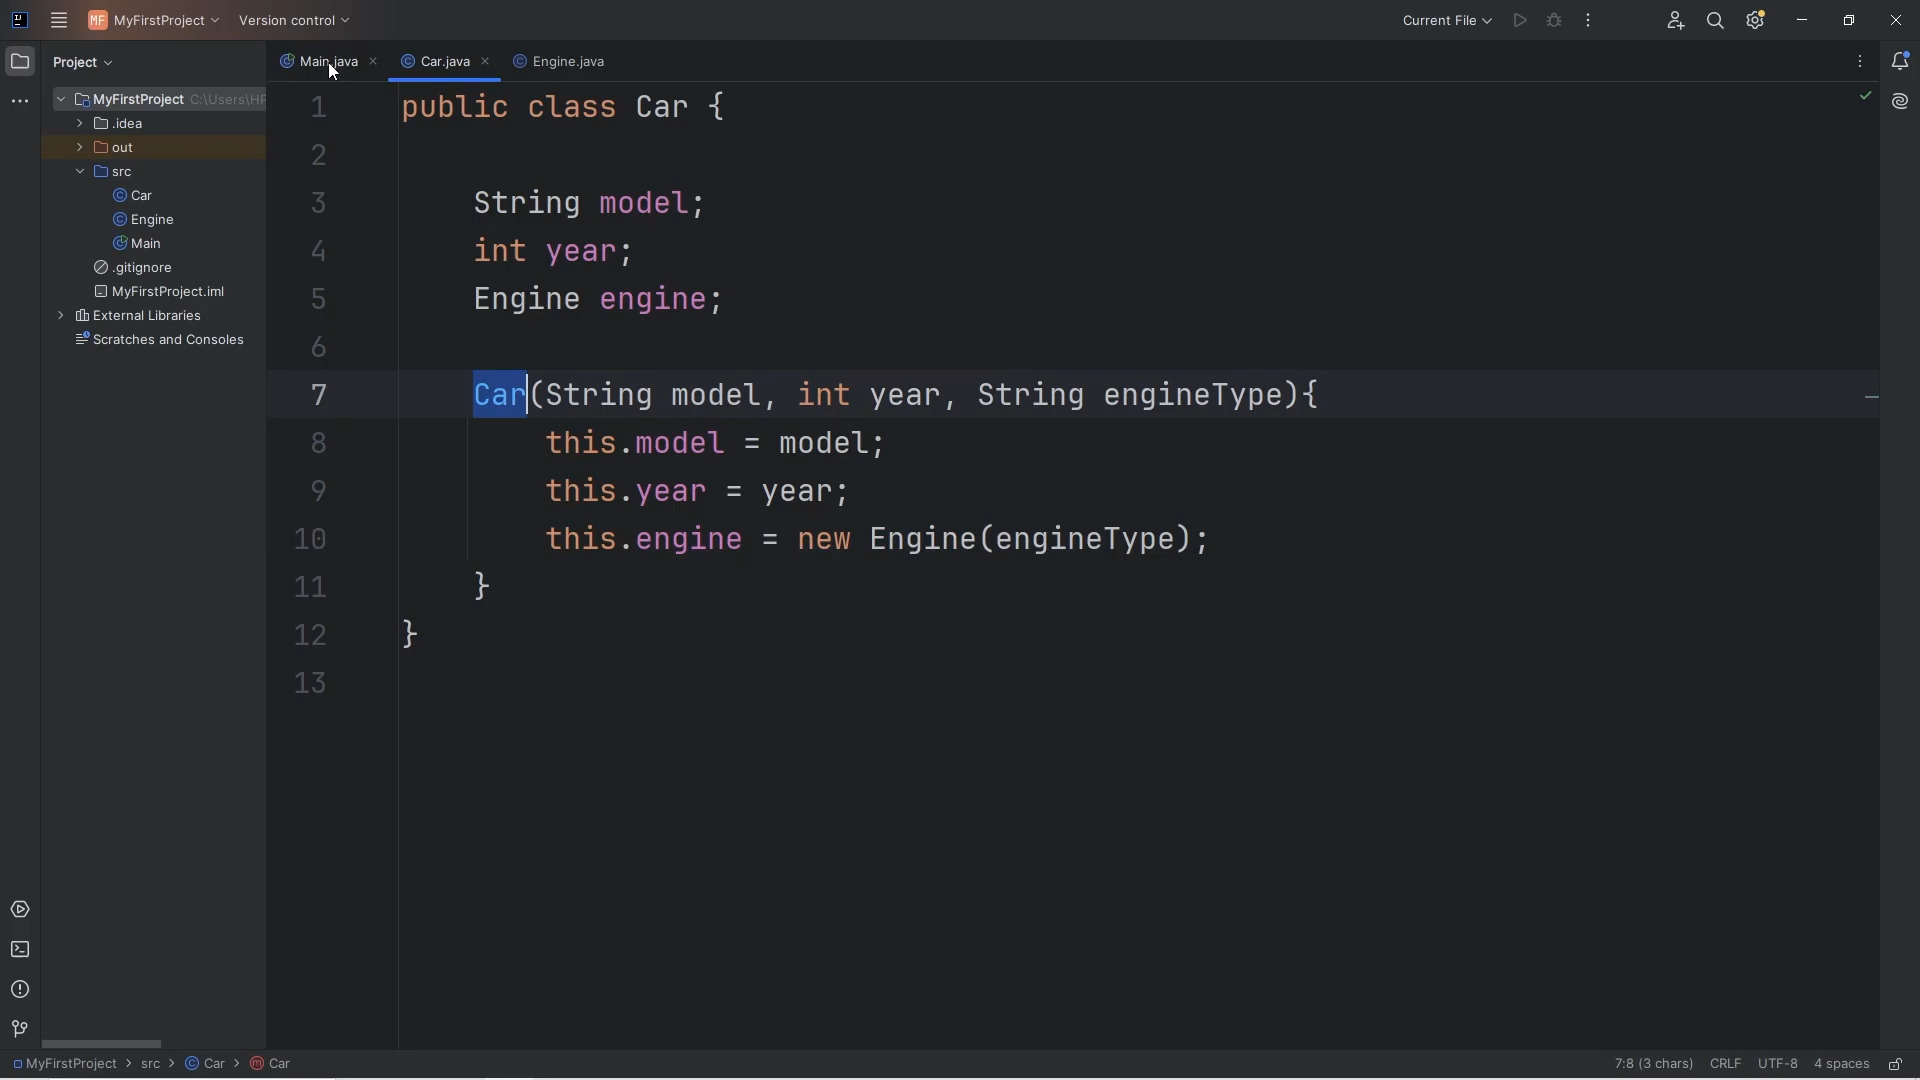 MF MyFirstProject Version control Current File
Project
Main.java Car.java Engine.java
MyFirstProject C:\Users\HP
.idea
out
src
Car
Engine
Main
.gitignore
MyFirstProject.iml
External Libraries
Scratches and Consoles
1 public class Car {
2
3 String model;
4 int year;
5 Engine engine;
6
7 Car(String model, int year, String engineType){
8 this.model = model;
9 this.year = year;
10 this.engine = new Engine(engineType);
11 }
12 }
13
MyFirstProject > src > Car > Car 7:8 (3 chars) CRLF UTF-8 4 spaces